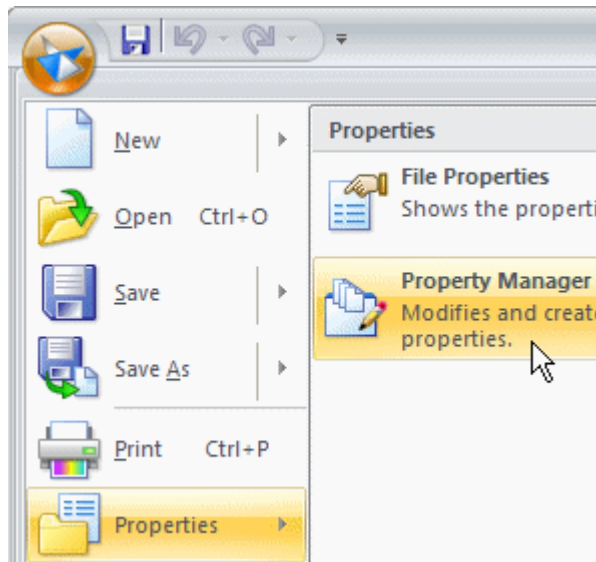 New
Open Ctrl+O
Save
Save As
Print Ctrl+P
Properties
Properties
File Properties
Shows the properti
Property Manager
Modifies and create
properties.